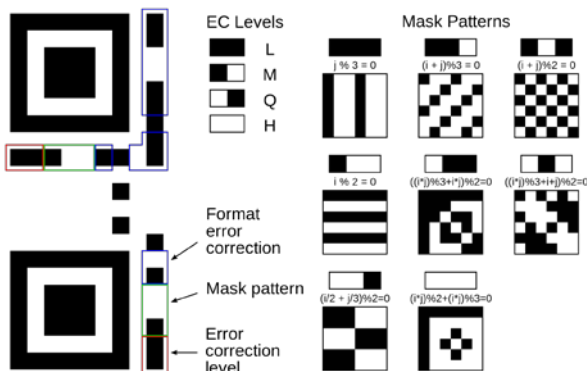 EC Levels
L
M
Q
H
Mask Patterns
j % 3 = 0
(i + j)%3 = 0
(i + j)%2 = 0
i % 2 = 0
((i*j)%3+i*j)%2=0
((i*j)%3+i+j)%2=0
(i/2 + j/3)%2=0
(i*j)%2+(i*j)%3=0
Format
error
correction
Mask pattern
Error
correction
level